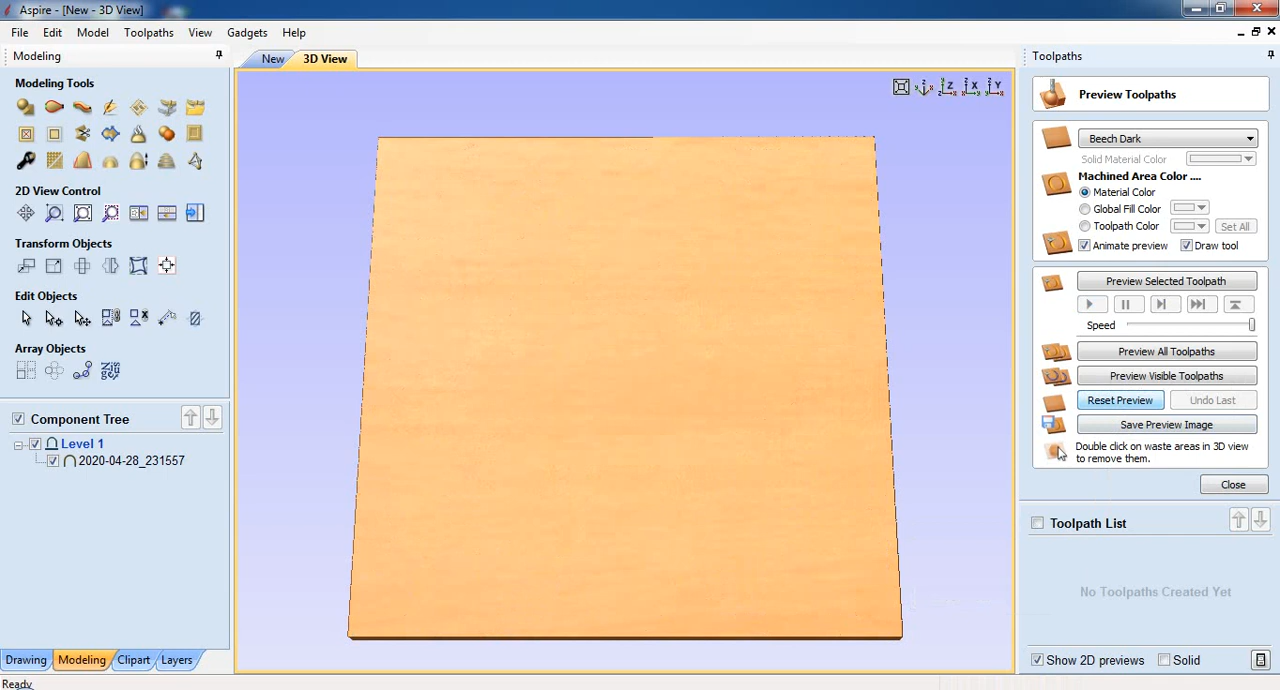 Aspire - [New - 3D View]
File Edit Model Toolpaths View Gadgets Help
Modeling
Modeling Tools
2D View Control
Transform Objects
Edit Objects
Array Objects
Component Tree
Level 1
2020-04-28_231557
Drawing Modeling Clipart Layers
Ready
New 3D View
Z X Y
Toolpaths
Preview Toolpaths
Beech Dark
Solid Material Color
Machined Area Color ....
Material Color
Global Fill Color
Toolpath Color Set All
Animate preview Draw tool
Preview Selected Toolpath
Speed
Preview All Toolpaths
Preview Visible Toolpaths
Reset Preview Undo Last
Save Preview Image
Double click on waste areas in 3D view
to remove them.
Close
Toolpath List
No Toolpaths Created Yet
Show 2D previews Solid